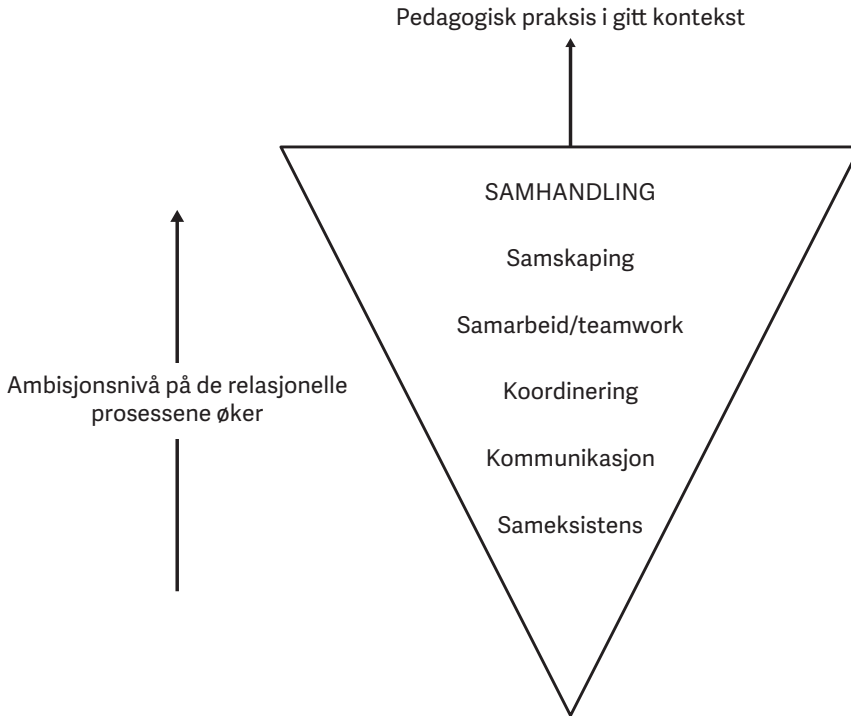 Pedagogisk praksis i gitt kontekst
SAMHANDLING
Samskaping
Samarbeid/teamwork
Ambisjonsnivå på de relasjonelle
prosessene øker
Koordinering
Kommunikasjon
Sameksistens